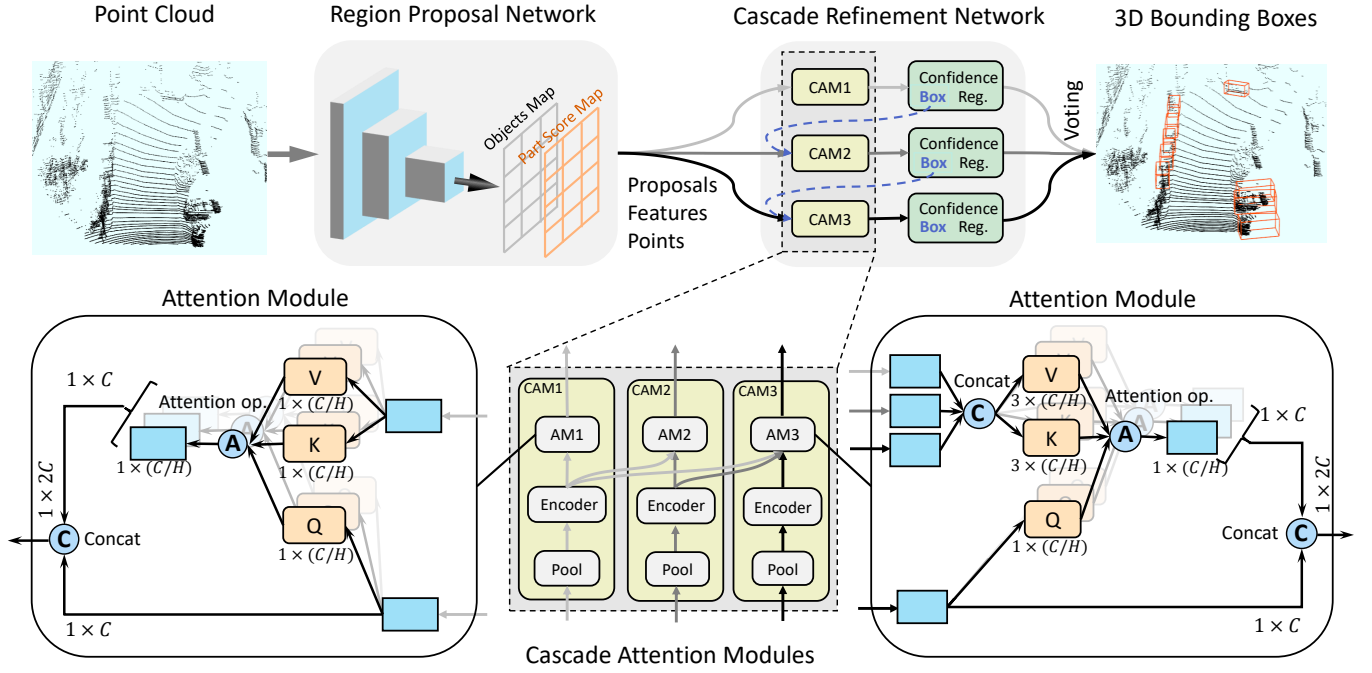 Point Cloud
Region Proposal Network
Cascade Refinement Network
3D Bounding Boxes
Objects Map
Part Score Map
Proposals
Features
Points
CAM1
Confidence
Box Reg.
CAM2
Confidence
Box Reg.
CAM3
Confidence
Box Reg.
Voting
Attention Module
1 × C
Attention op.
V
1 × (C/H)
K
1 × (C/H)
A
1 × (C/H)
Q
1 × (C/H)
1 × 2C
C
Concat
1 × C
CAM1
CAM2
CAM3
AM1
AM2
AM3
Encoder
Encoder
Encoder
Pool
Pool
Pool
Cascade Attention Modules
Attention Module
Concat
C
V
3 × (C/H)
K
3 × (C/H)
Attention op.
A
1 × (C/H)
1 × C
Q
1 × (C/H)
1 × 2C
Concat
C
1 × C